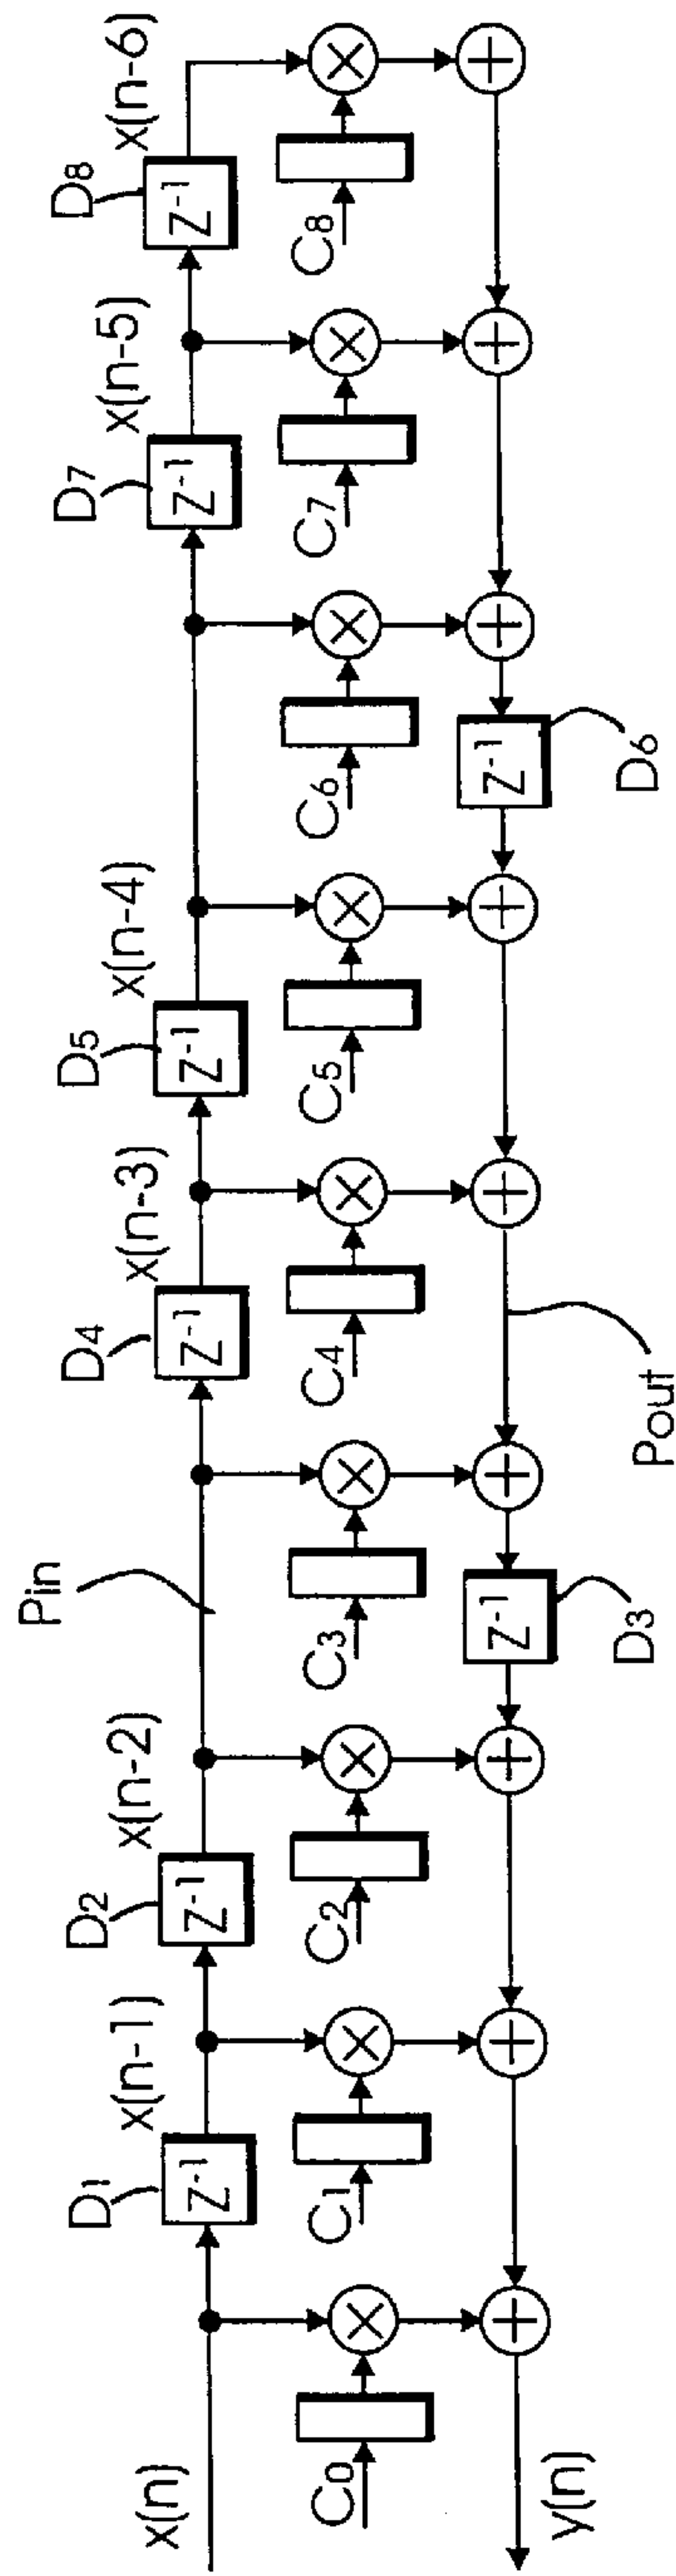 x(n)
D1
Z-1
x(n-1)
D2
Z-1
x(n-2)
Pin
D4
Z-1
x(n-3)
D5
Z-1
x(n-4)
D7
Z-1
x(n-5)
D8
Z-1
x(n-6)
C0
C1
C2
C3
C4
C5
C6
C7
C8
y(n)
Z-1
D3
Pout
Z-1
D6